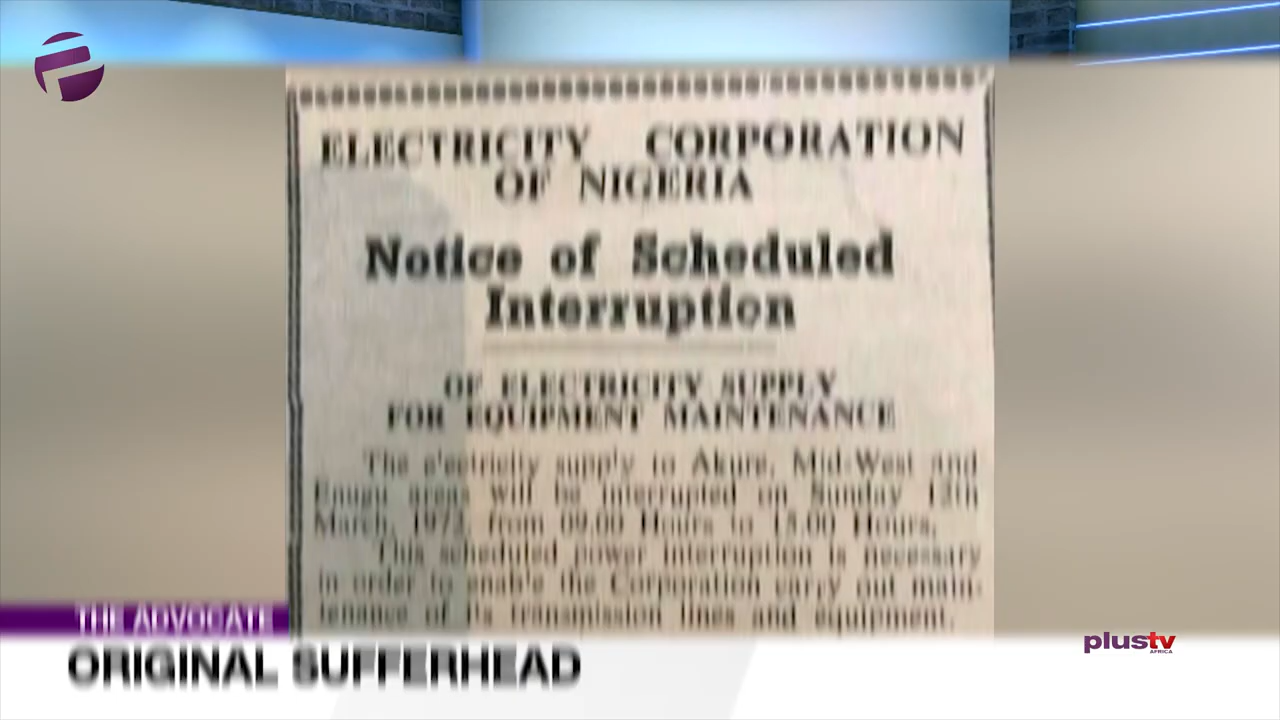 ELECTRICITY CORPORATION
OF NIGERIA
Notice of Scheduled
Interruption
OF ELECTRICITY SUPPLY
FOR EQUIPMENT MAINTENANCE
The electricity supply to Akure, Mid-West and
Enugu areas will be interrupted on Sunday 12th
March, 1972 from 09.00 Hours to 15.00 Hours.
This scheduled power interruption is necessary
in order to enable the Corporation carry out main-
tenance of its transmission lines and equipment.
THE ADVOCATE
ORIGINAL SUFFERHEAD
plustv
AFRICA